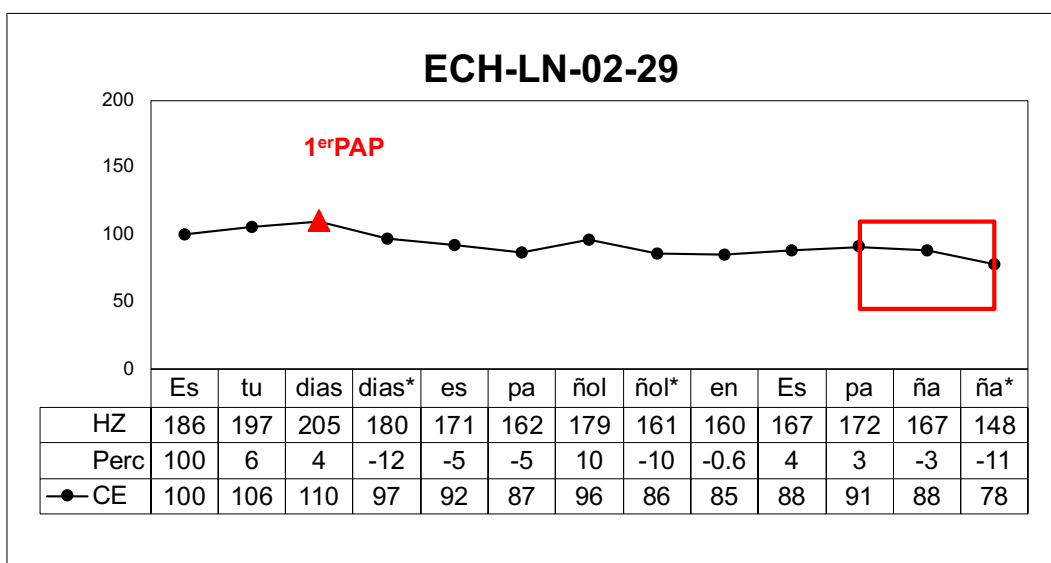 ECH-LN-02-29
200
150
100
50
0
1erPAP
Es tu dias dias* es pa ñol ñol* en Es pa ña ña*
HZ 186 197 205 180 171 162 179 161 160 167 172 167 148
Perc 100 6 4 -12 -5 -5 10 -10 -0.6 4 3 -3 -11
CE 100 106 110 97 92 87 96 86 85 88 91 88 78